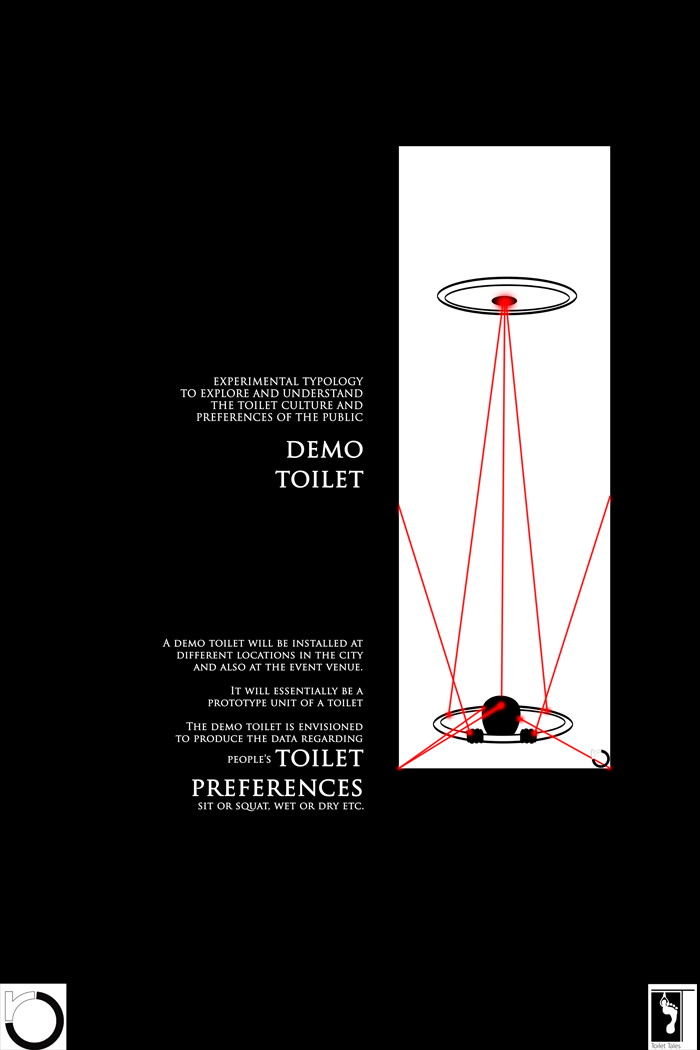 EXPERIMENTAL TYPOLOGY
TO EXPLORE AND UNDERSTAND
THE TOILET CULTURE AND
PREFERENCES OF THE PUBLIC
DEMO
TOILET
A DEMO TOILET WILL BE INSTALLED AT
DIFFERENT LOCATIONS IN THE CITY
AND ALSO AT THE EVENT VENUE.
IT WILL ESSENTIALLY BE A
PROTOTYPE UNIT OF A TOILET
THE DEMO TOILET IS ENVISIONED
TO PRODUCE THE DATA REGARDING
PEOPLE'S TOILET
PREFERENCES
SIT OR SQUAT, WET OR DRY ETC.
Toilet Tales